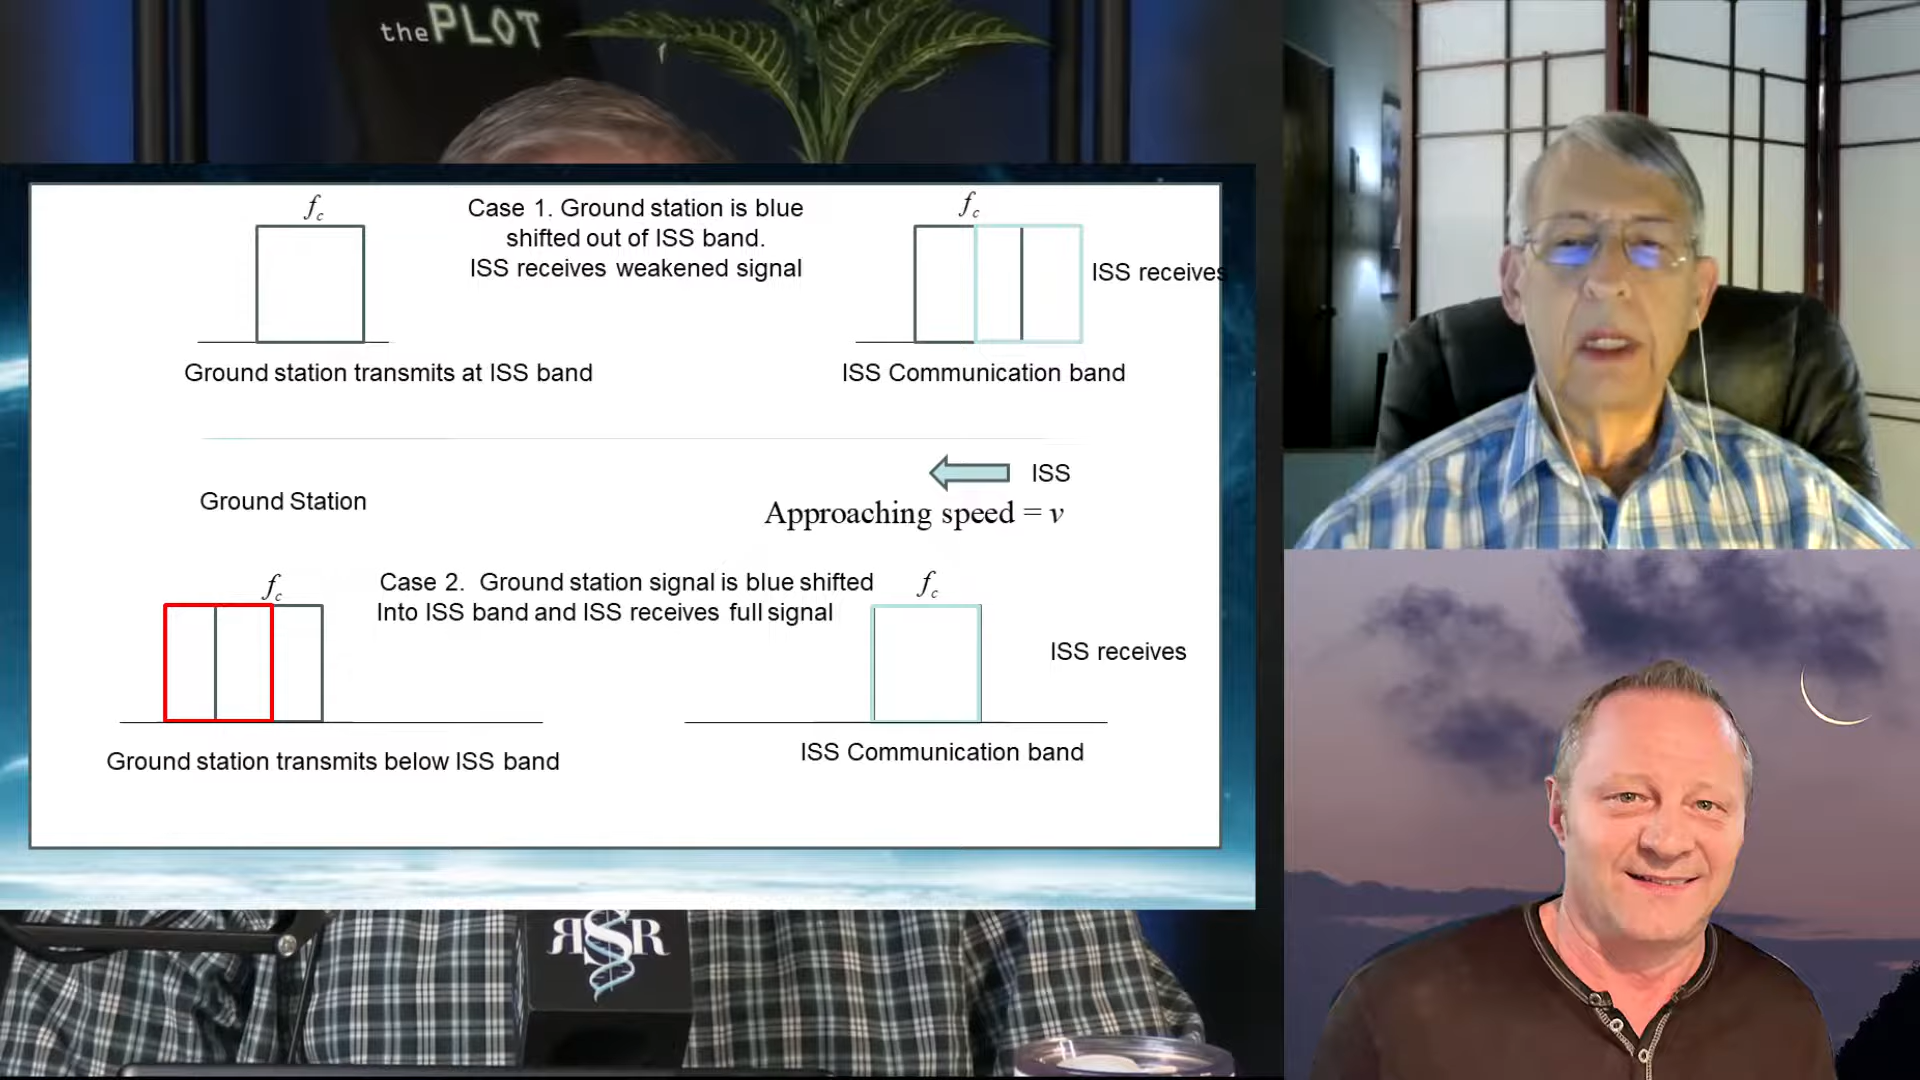 thePLOT
fc
Case 1. Ground station is blue
shifted out of ISS band.
ISS receives weakened signal
fc
ISS receives
Ground station transmits at ISS band
ISS Communication band
ISS
Ground Station
Approaching speed = v
fc
Case 2. Ground station signal is blue shifted
Into ISS band and ISS receives full signal
fc
ISS receives
Ground station transmits below ISS band
ISS Communication band
RSR